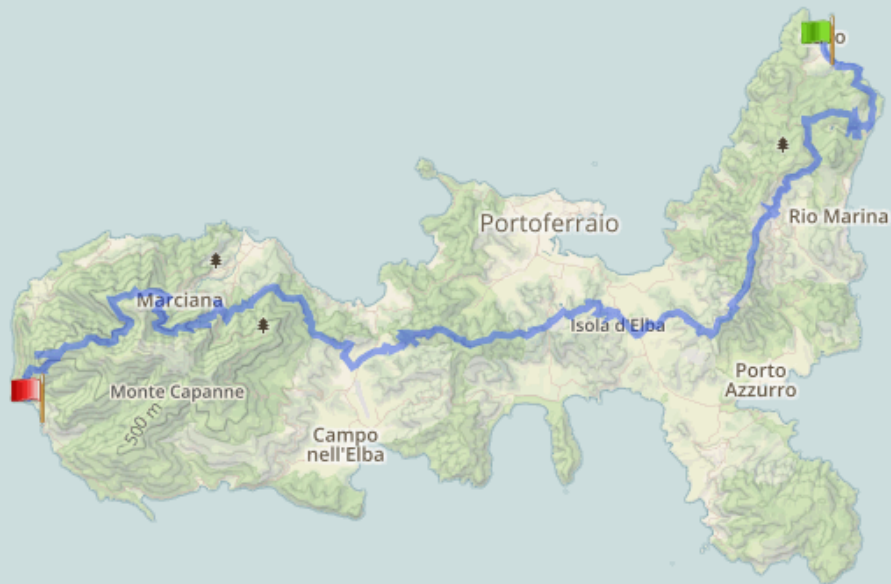 Portoferraio
Rio Marina
Marciana
Isola d'Elba
Porto
Azzurro
Monte Capanne
500 m
Campo
nell'Elba